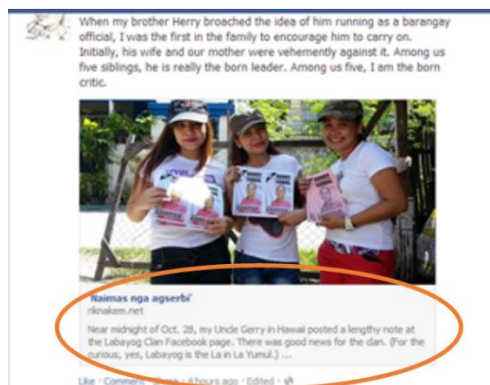 When my brother Herry broached the idea of him running as a barangay
official, I was the first in the family to encourage him to carry on.
Initially, his wife and our mother were vehemently against it. Among us
five siblings, he is really the born leader. Among us five, I am the born
critic.
'Naimas nga agserbi'
riknakem.net
Near midnight of Oct. 28, my Uncle Gerry in Hawaii posted a lengthy note at
the Labayog Clan Facebook page. There was good news for the clan. (For the
curious, yes, Labayog is the La in La Yumul.) ...
Like · Comment · Share · 4 hours ago · Edited ·